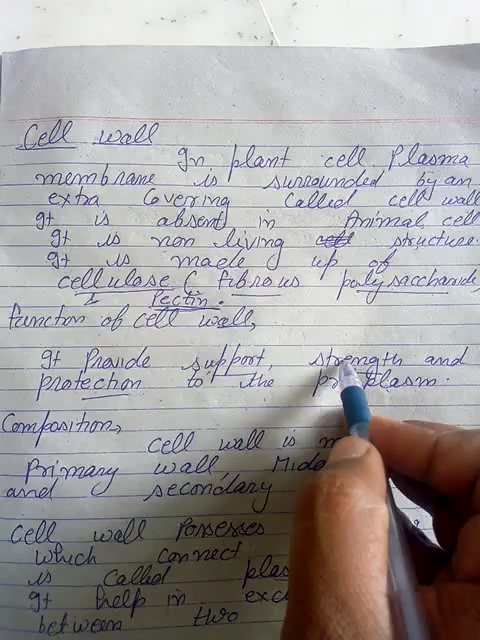 Cell wall
In plant cell, Plasma
membrane is surrounded by an
extra covering called cell wall
It is absent in Animal cell
It is non living structure.
It is made up of
cellulose ( fibrous polysaccharide,
& Pectin.
function of cell wall,
It Provide support, strength and
protection to the
Composition,
cell wall is
Primary wall,
and secondary
Cell wall Possesses
which connect
is called
It help in
between two